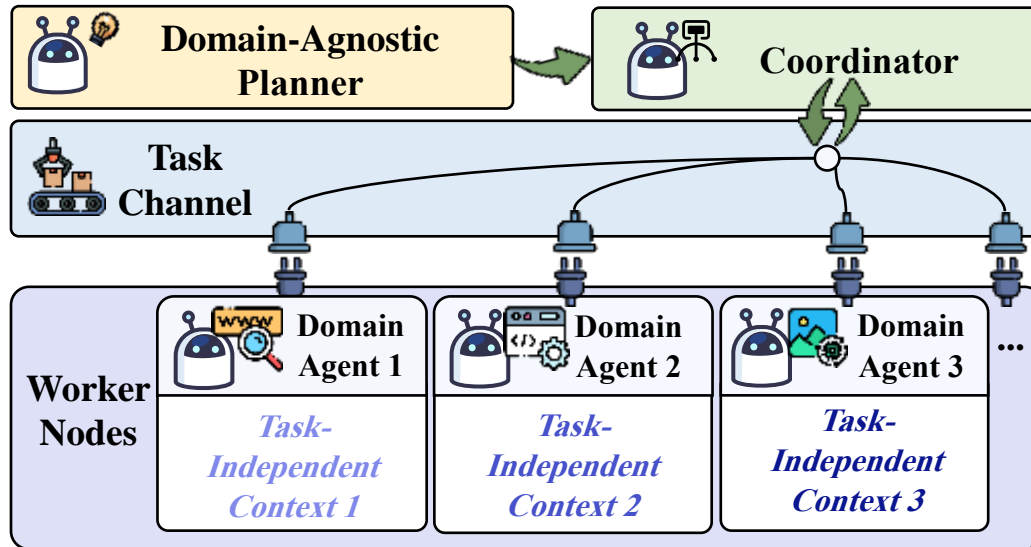 Domain-Agnostic
Planner
Coordinator
Task
Channel
Worker
Nodes
www
Domain
Agent 1
Task-
Independent
Context 1
</>
Domain
Agent 2
Task-
Independent
Context 2
Domain
Agent 3
Task-
Independent
Context 3
...